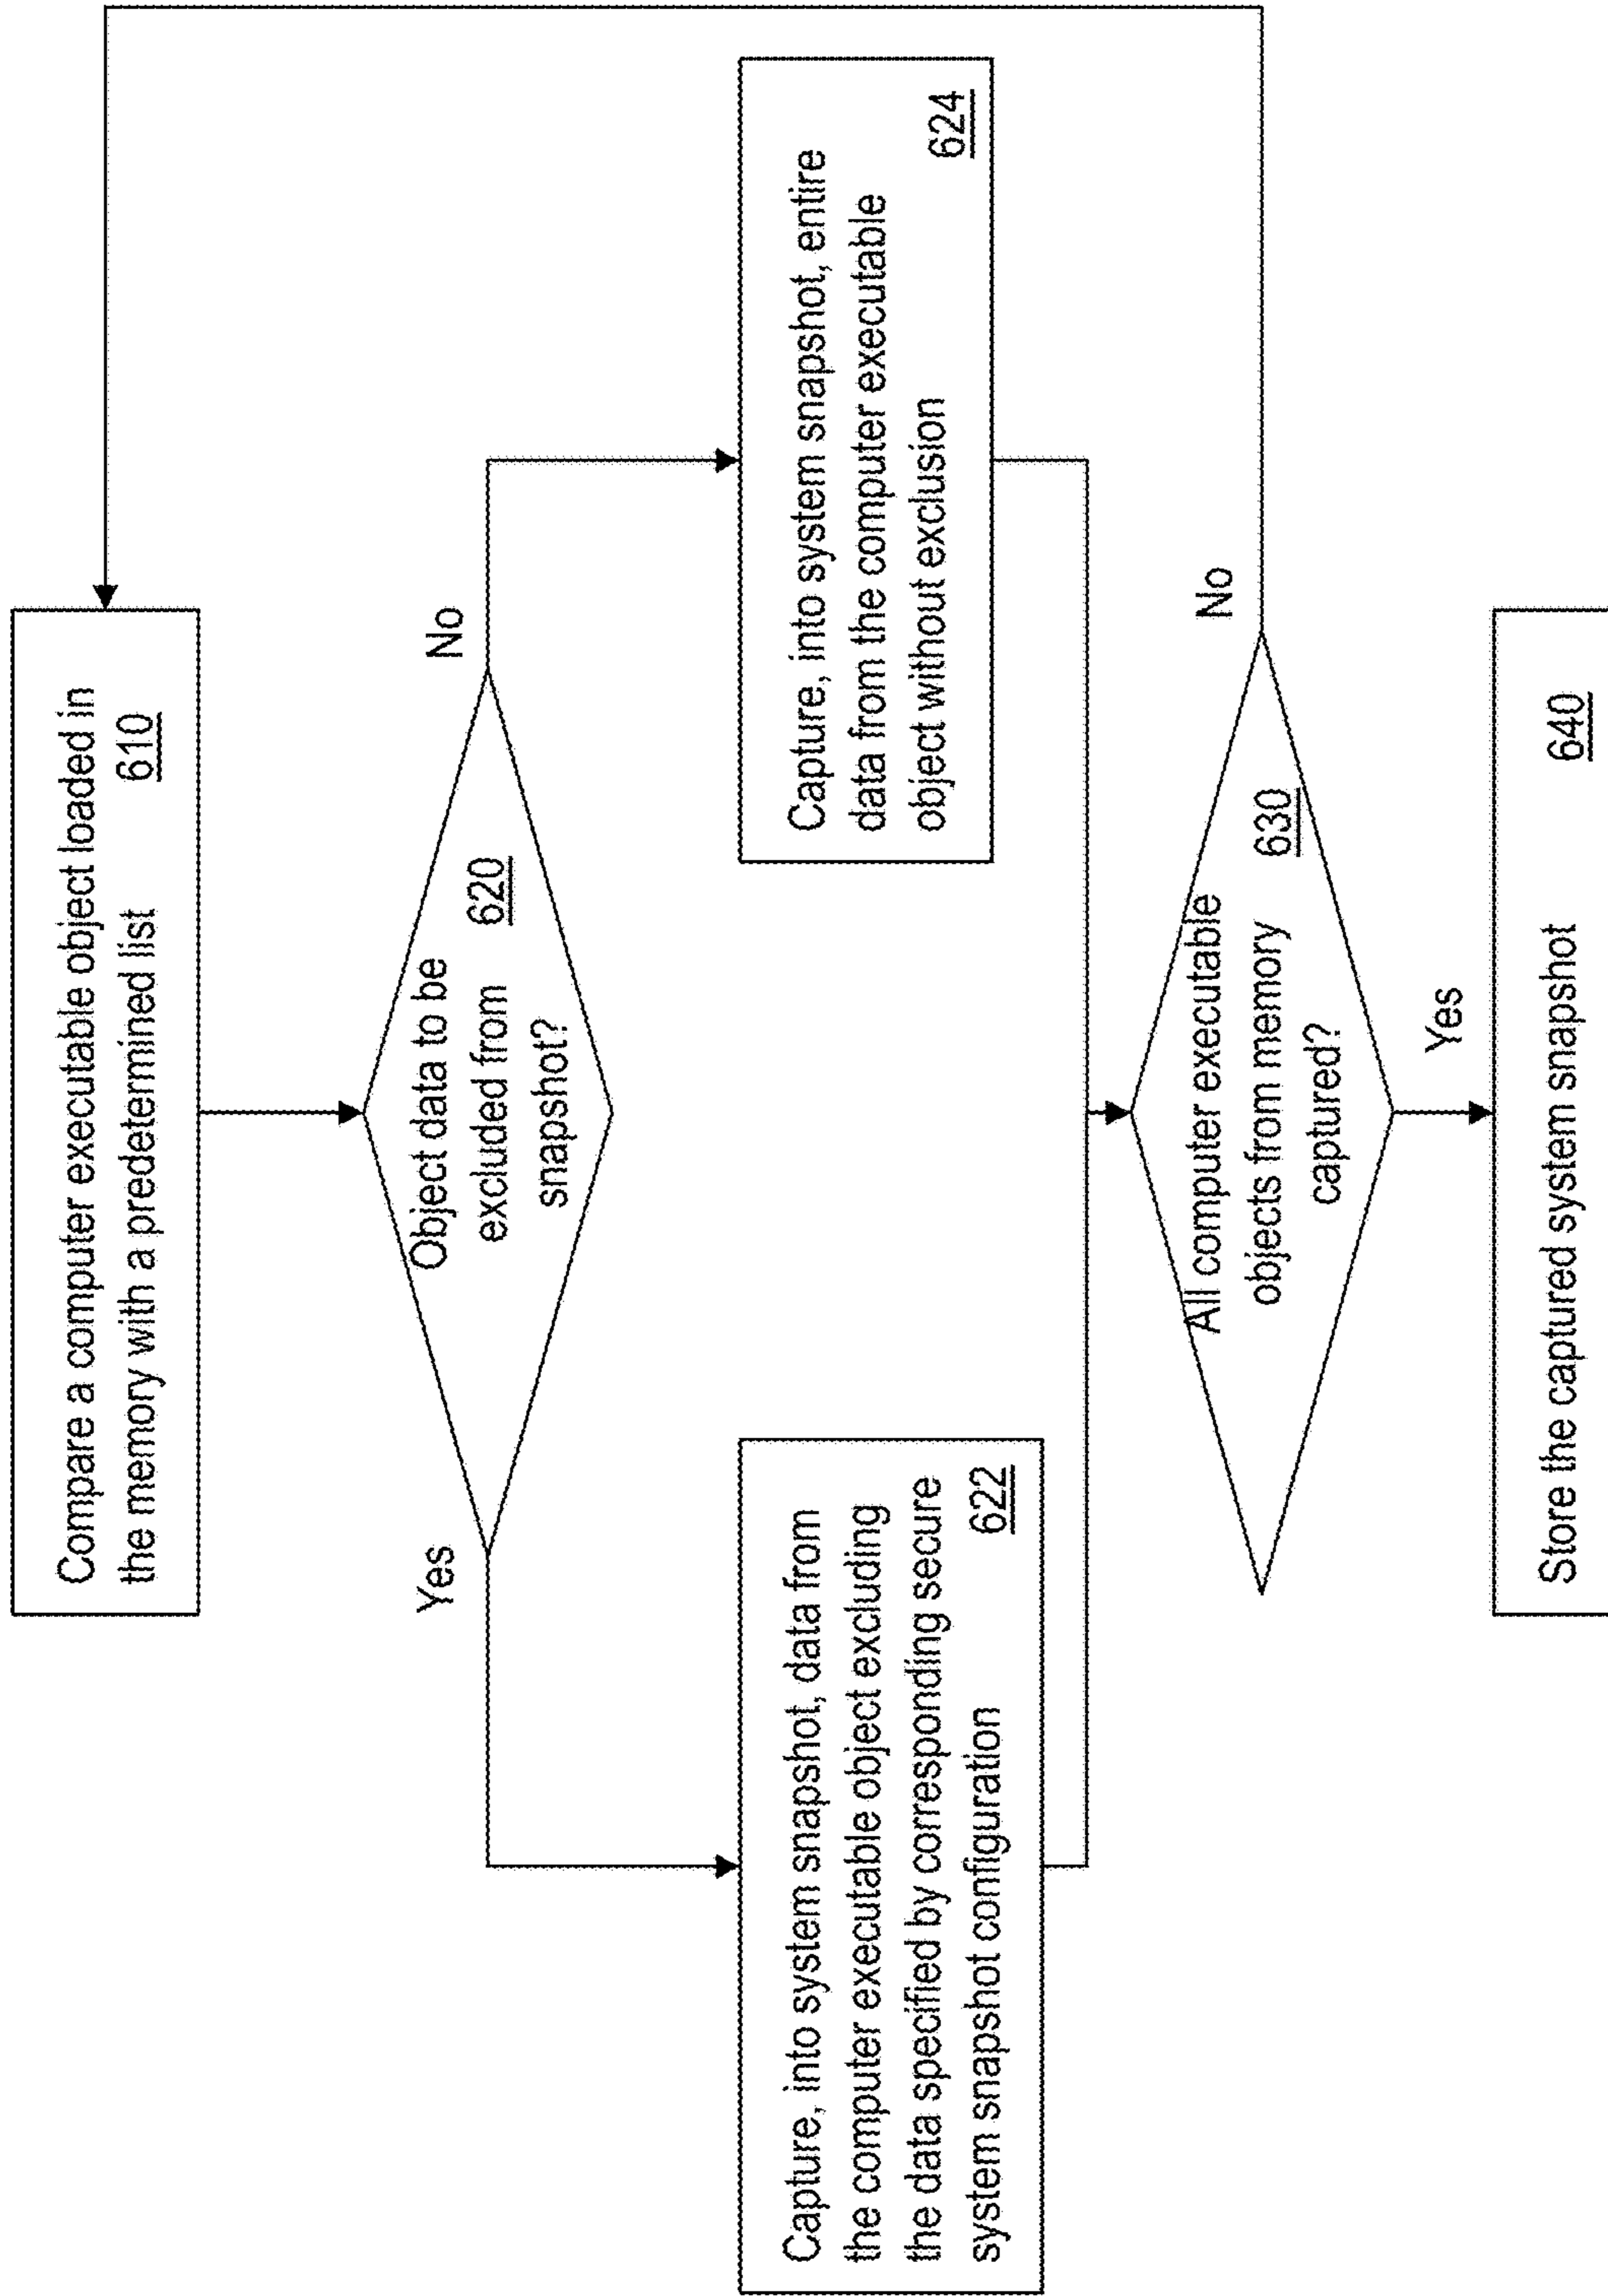 Compare a computer executable object loaded in
the memory with a predetermined list 610
Object data to be
excluded from 620
snapshot?
Yes
No
Capture, into system snapshot, data from
the computer executable object excluding
the data specified by corresponding secure
system snapshot configuration 622
Capture, into system snapshot, entire
data from the computer executable
object without exclusion 624
All computer executable
objects from memory 630
captured?
No
Yes
Store the captured system snapshot 640